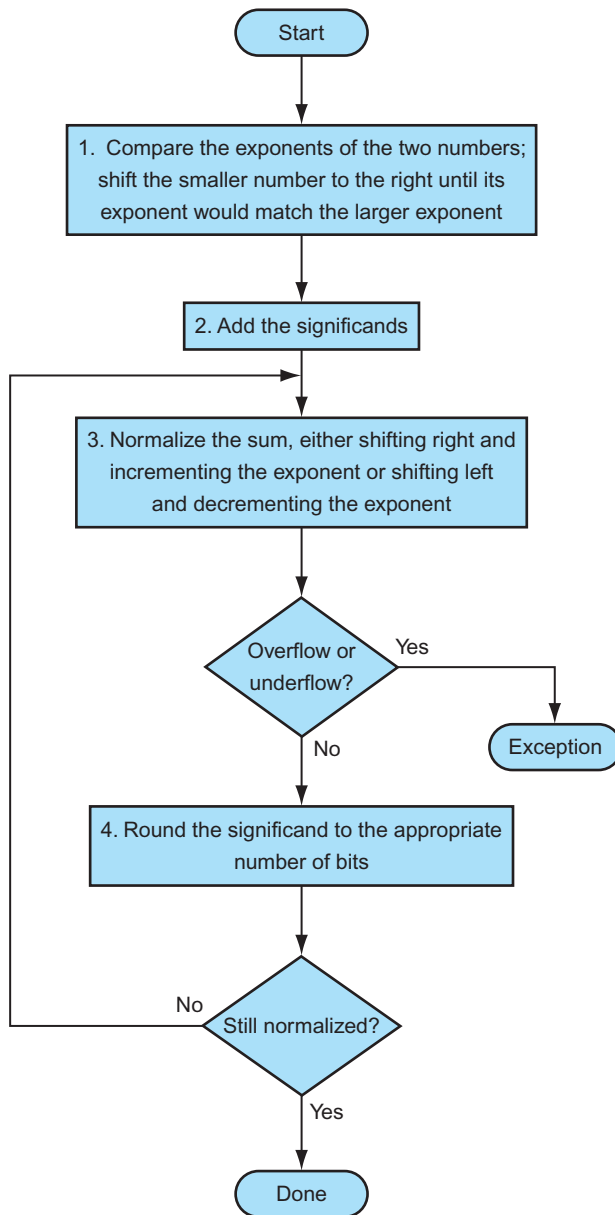 Start
1. Compare the exponents of the two numbers;
shift the smaller number to the right until its
exponent would match the larger exponent
2. Add the significands
3. Normalize the sum, either shifting right and
incrementing the exponent or shifting left
and decrementing the exponent
Overflow or
underflow?
Yes
Exception
No
4. Round the significand to the appropriate
number of bits
No
Still normalized?
Yes
Done